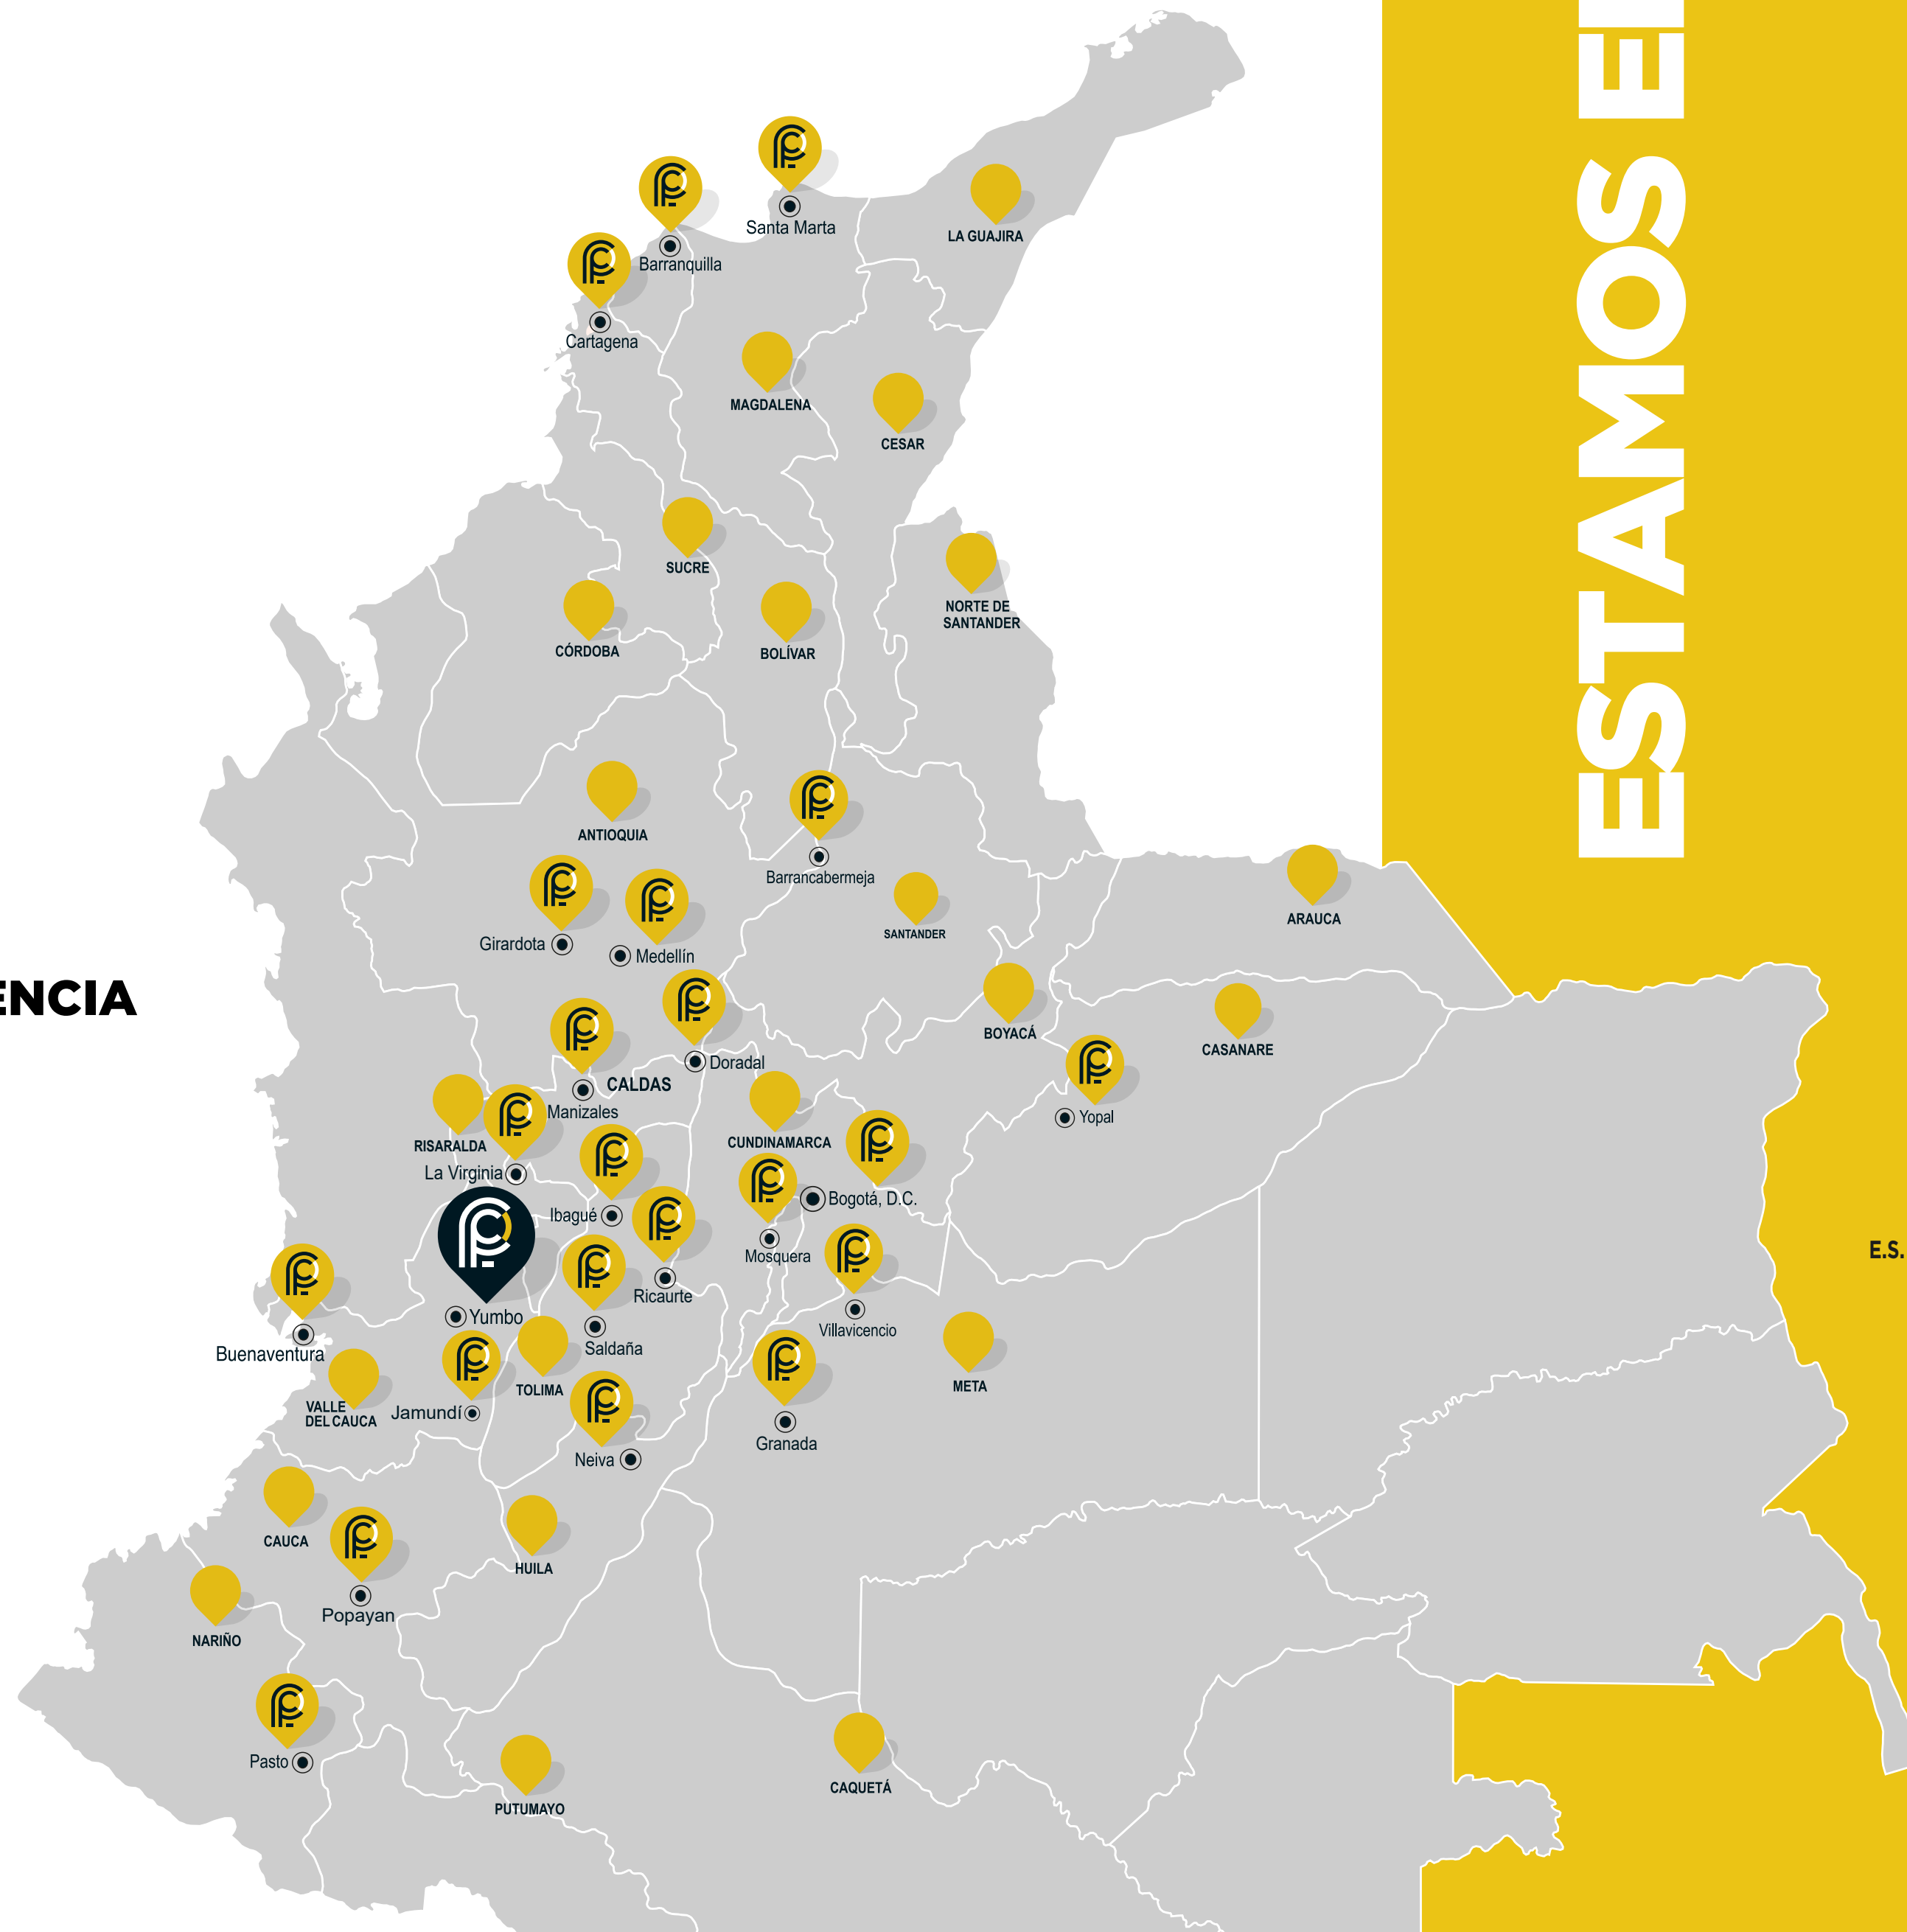 ESTAMOS E
Santa Marta
LA GUAJIRA
Barranquilla
Cartagena
MAGDALENA
CESAR
SUCRE
NORTE DE
SANTANDER
CÓRDOBA
BOLÍVAR
ANTIOQUIA
Barrancabermeja
ARAUCA
SANTANDER
Girardota
Medellín
ENCIA
BOYACÁ
CASANARE
Doradal
CALDAS
Manizales
Yopal
RISARALDA
CUNDINAMARCA
La Virginia
Bogotá, D.C.
Ibagué
Mosquera
E.S.
Ricaurte
Yumbo
Villavicencio
Saldaña
Buenaventura
TOLIMA
META
VALLE
DEL CAUCA
Jamundí
Granada
Neiva
CAUCA
HUILA
Popayan
NARIÑO
Pasto
CAQUETÁ
PUTUMAYO